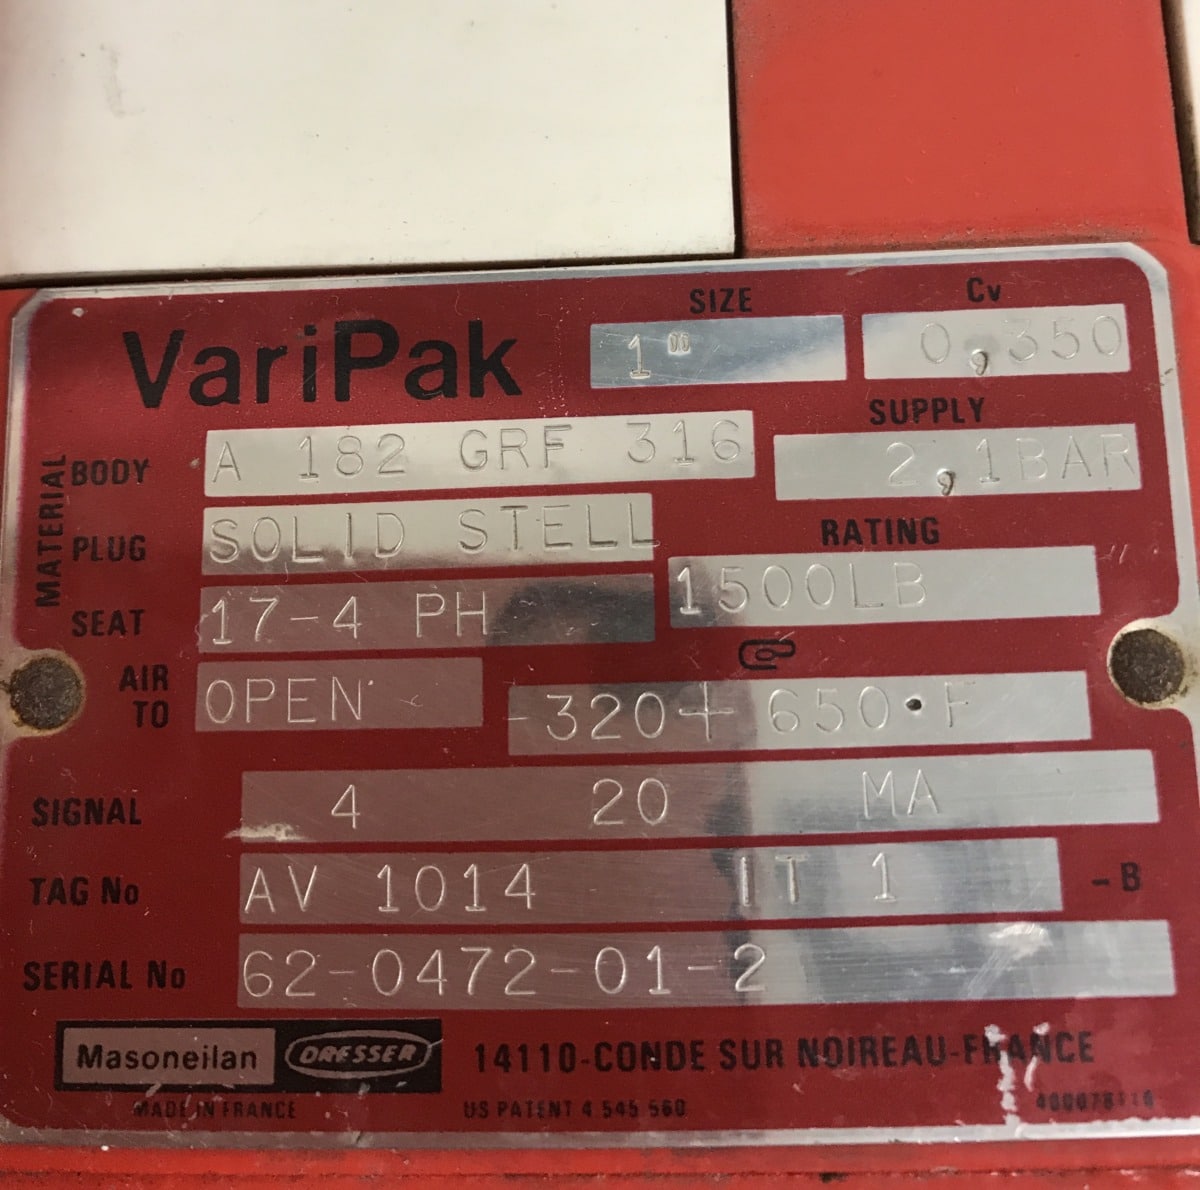 VariPak
SIZE
1"
Cv
0,350
MATERIAL
BODY A 182 GRF 316
SUPPLY
2,1BAR
PLUG SOLID STELL
RATING
1500LB
SEAT 17-4 PH
AIR TO OPEN
-320+650•F
SIGNAL 4 20 MA
TAG No AV 1014 IT 1 -B
SERIAL No 62-0472-01-2
Masoneilan DRESSER 14110-CONDE SUR NOIREAU-FRANCE
MADE IN FRANCE US PATENT 4 545 560